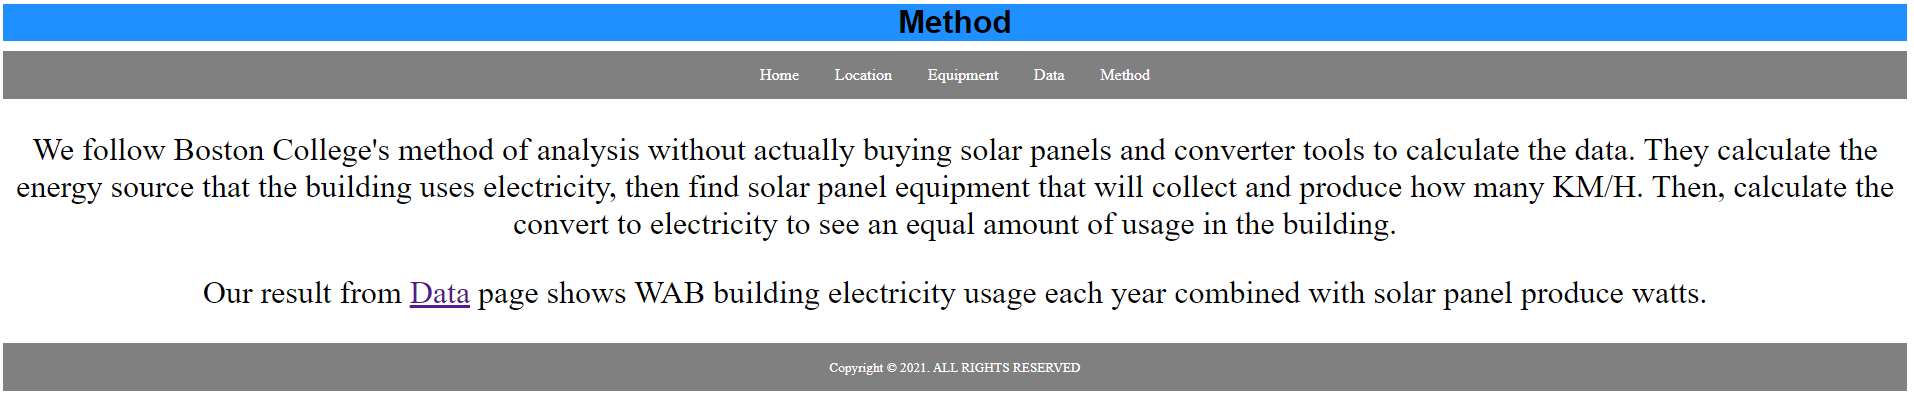 Method
Home Location Equipment Data Method
We follow Boston College's method of analysis without actually buying solar panels and converter tools to calculate the data. They calculate the
energy source that the building uses electricity, then find solar panel equipment that will collect and produce how many KM/H. Then, calculate the
convert to electricity to see an equal amount of usage in the building.
Our result from Data page shows WAB building electricity usage each year combined with solar panel produce watts.
Copyright © 2021. ALL RIGHTS RESERVED